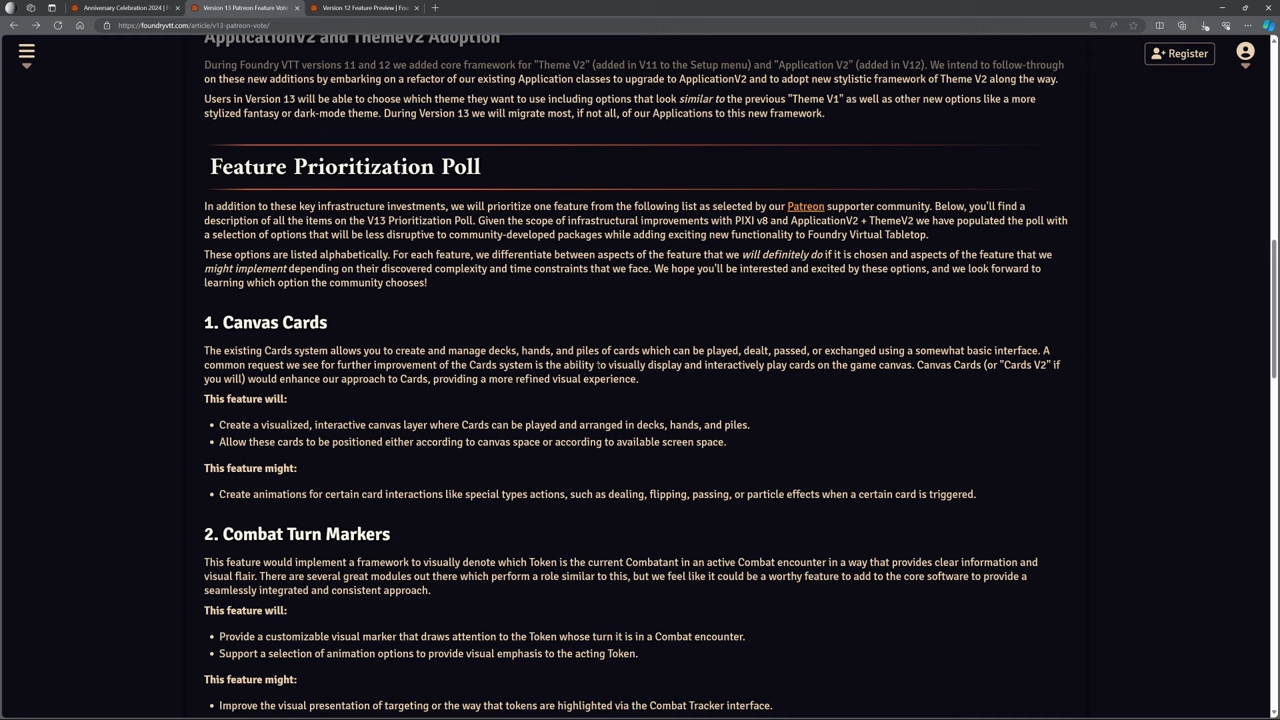 Anniversary Celebration 2024 | F
Version 13 Patreon Feature Vote
Version 12 Feature Preview | Fou
https://foundryvtt.com/article/v13-patreon-vote/
Register
ApplicationV2 and ThemeV2 Adoption
During Foundry VTT versions 11 and 12 we added core framework for "Theme V2" (added in V11 to the Setup menu) and "Application V2" (added in V12). We intend to follow-through
on these new additions by embarking on a refactor of our existing Application classes to upgrade to ApplicationV2 and to adopt new stylistic framework of Theme V2 along the way.
Users in Version 13 will be able to choose which theme they want to use including options that look similar to the previous "Theme V1" as well as other new options like a more
stylized fantasy or dark-mode theme. During Version 13 we will migrate most, if not all, of our Applications to this new framework.
Feature Prioritization Poll
In addition to these key infrastructure investments, we will prioritize one feature from the following list as selected by our Patreon supporter community. Below, you'll find a
description of all the items on the V13 Prioritization Poll. Given the scope of infrastructural improvements with PIXI v8 and ApplicationV2 + ThemeV2 we have populated the poll with
a selection of options that will be less disruptive to community-developed packages while adding exciting new functionality to Foundry Virtual Tabletop.
These options are listed alphabetically. For each feature, we differentiate between aspects of the feature that we will definitely do if it is chosen and aspects of the feature that we
might implement depending on their discovered complexity and time constraints that we face. We hope you'll be interested and excited by these options, and we look forward to
learning which option the community chooses!
1. Canvas Cards
The existing Cards system allows you to create and manage decks, hands, and piles of cards which can be played, dealt, passed, or exchanged using a somewhat basic interface. A
common request we see for further improvement of the Cards system is the ability to visually display and interactively play cards on the game canvas. Canvas Cards (or "Cards V2" if
you will) would enhance our approach to Cards, providing a more refined visual experience.
This feature will:
• Create a visualized, interactive canvas layer where Cards can be played and arranged in decks, hands, and piles.
• Allow these cards to be positioned either according to canvas space or according to available screen space.
This feature might:
• Create animations for certain card interactions like special types actions, such as dealing, flipping, passing, or particle effects when a certain card is triggered.
2. Combat Turn Markers
This feature would implement a framework to visually denote which Token is the current Combatant in an active Combat encounter in a way that provides clear information and
visual flair. There are several great modules out there which perform a role similar to this, but we feel like it could be a worthy feature to add to the core software to provide a
seamlessly integrated and consistent approach.
This feature will:
• Provide a customizable visual marker that draws attention to the Token whose turn it is in a Combat encounter.
• Support a selection of animation options to provide visual emphasis to the acting Token.
This feature might:
• Improve the visual presentation of targeting or the way that tokens are highlighted via the Combat Tracker interface.